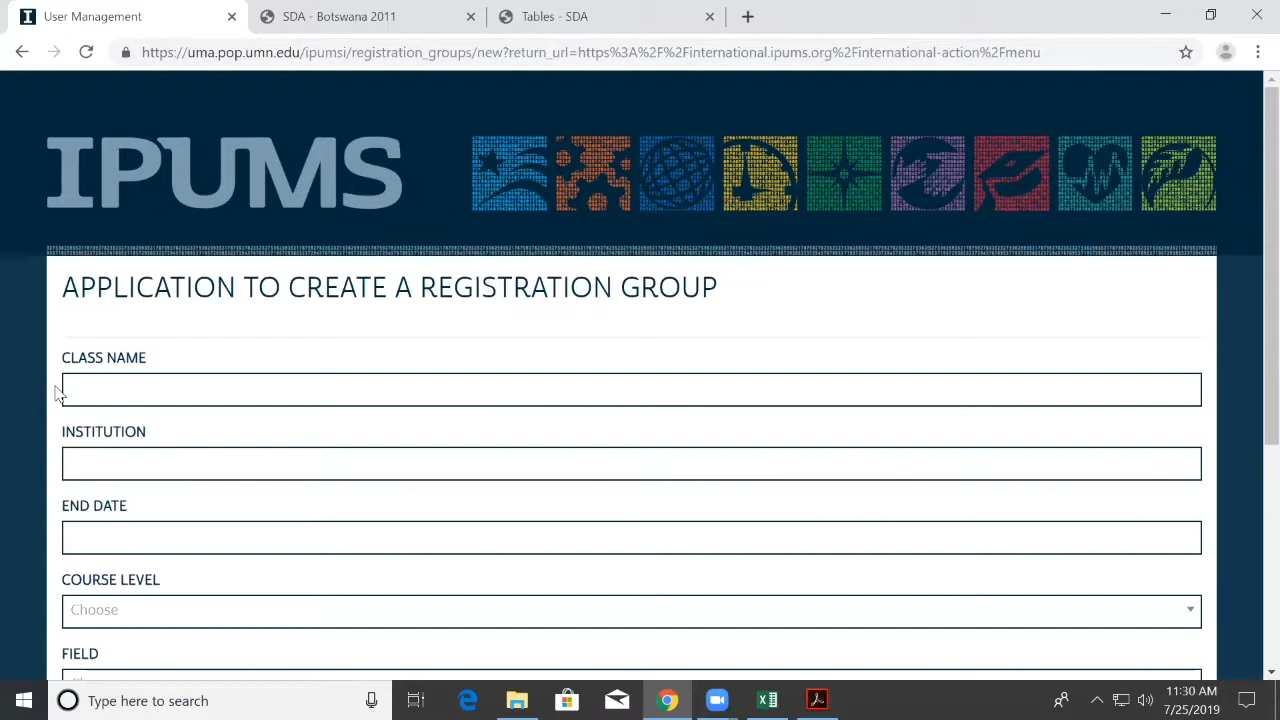 User Management
SDA - Botswana 2011
Tables - SDA
https://uma.pop.umn.edu/ipumsi/registration_groups/new?return_url=https%3A%2F%2Finternational.ipums.org%2Finternational-action%2Fmenu
IPUMS
APPLICATION TO CREATE A REGISTRATION GROUP
CLASS NAME
INSTITUTION
END DATE
COURSE LEVEL
Choose
FIELD
Type here to search
11:30 AM
7/25/2019